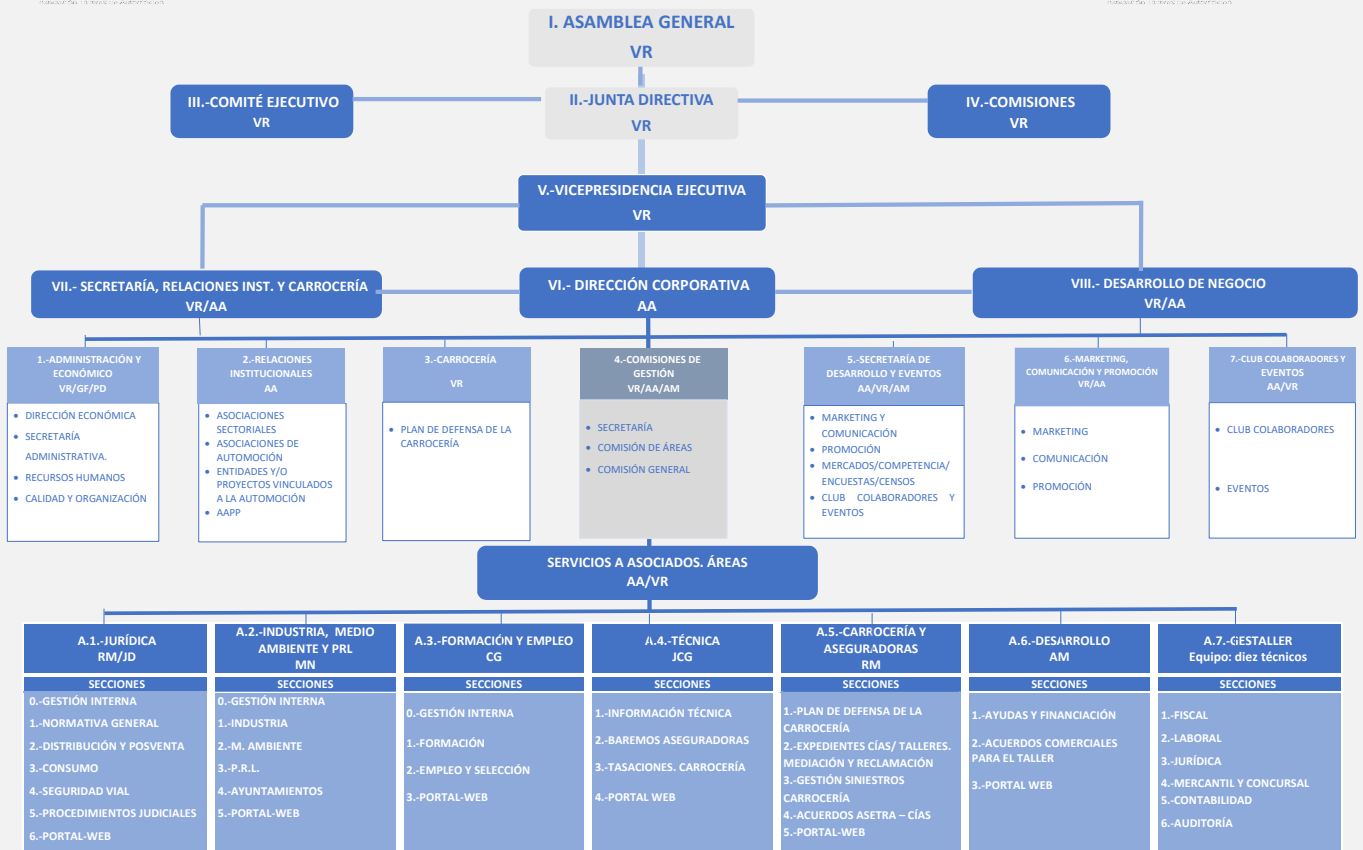 I. ASAMBLEA GENERAL
VR
III.-COMITÉ EJECUTIVO
VR
II.-JUNTA DIRECTIVA
VR
IV.-COMISIONES
VR
V.-VICEPRESIDENCIA EJECUTIVA
VR
VII.- SECRETARÍA, RELACIONES INST. Y CARROCERÍA
VR/AA
VI.- DIRECCIÓN CORPORATIVA
AA
VIII.- DESARROLLO DE NEGOCIO
VR/AA
1.-ADMINISTRACIÓN Y
ECONÓMICO
VR/GF/PD
• DIRECCIÓN ECONÓMICA
• SECRETARÍA
ADMINISTRATIVA.
• RECURSOS HUMANOS
• CALIDAD Y ORGANIZACIÓN
2.-RELACIONES
INSTITUCIONALES
AA
• ASOCIACIONES
SECTORIALES
• ASOCIACIONES DE
AUTOMOCIÓN
• ENTIDADES Y/O
PROYECTOS VINCULADOS
A LA AUTOMOCIÓN
• AAPP
3.-CARROCERÍA
VR
• PLAN DE DEFENSA DE LA
CARROCERÍA
4.-COMISIONES DE
GESTIÓN
VR/AA/AM
• SECRETARÍA
• COMISIÓN DE ÁREAS
• COMISIÓN GENERAL
5.-SECRETARÍA DE
DESARROLLO Y EVENTOS
AA/VR/AM
• MARKETING Y
COMUNICACIÓN
• PROMOCIÓN
• MERCADOS/COMPETENCIA/
ENCUESTAS/CENSOS
• CLUB COLABORADORES Y
EVENTOS
6.-MARKETING,
COMUNICACIÓN Y PROMOCIÓN
VR/AA
• MARKETING
• COMUNICACIÓN
• PROMOCIÓN
7.-CLUB COLABORADORES Y
EVENTOS
AA/VR
• CLUB COLABORADORES
• EVENTOS
SERVICIOS A ASOCIADOS. ÁREAS
AA/VR
A.1.-JURÍDICA
RM/JD
SECCIONES
0.-GESTIÓN INTERNA
1.-NORMATIVA GENERAL
2.-DISTRIBUCIÓN Y POSVENTA
3.-CONSUMO
4.-SEGURIDAD VIAL
5.-PROCEDIMIENTOS JUDICIALES
6.-PORTAL-WEB
A.2.-INDUSTRIA, MEDIO
AMBIENTE Y PRL
MN
SECCIONES
0.-GESTIÓN INTERNA
1.-INDUSTRIA
2.-M. AMBIENTE
3.-P.R.L.
4.-AYUNTAMIENTOS
5.-PORTAL-WEB
A.3.-FORMACIÓN Y EMPLEO
CG
SECCIONES
0.-GESTIÓN INTERNA
1.-FORMACIÓN
2.-EMPLEO Y SELECCIÓN
3.-PORTAL-WEB
A.4.-TÉCNICA
JCG
SECCIONES
1.-INFORMACIÓN TÉCNICA
2.-BAREMOS ASEGURADORAS
3.-TASACIONES. CARROCERÍA
4.-PORTAL WEB
A.5.-CARROCERÍA Y
ASEGURADORAS
RM
SECCIONES
1.-PLAN DE DEFENSA DE LA
CARROCERÍA
2.-EXPEDIENTES CÍAS/ TALLERES.
MEDIACIÓN Y RECLAMACIÓN
3.-GESTIÓN SINIESTROS
CARROCERÍA
4.-ACUERDOS ASETRA – CÍAS
5.-PORTAL-WEB
A.6.-DESARROLLO
AM
SECCIONES
1.-AYUDAS Y FINANCIACIÓN
2.-ACUERDOS COMERCIALES
PARA EL TALLER
3.-PORTAL WEB
A.7.-GESTALLER
Equipo: diez técnicos
SECCIONES
1.-FISCAL
2.-LABORAL
3.-JURÍDICA
4.-MERCANTIL Y CONCURSAL
5.-CONTABILIDAD
6.-AUDITORÍA